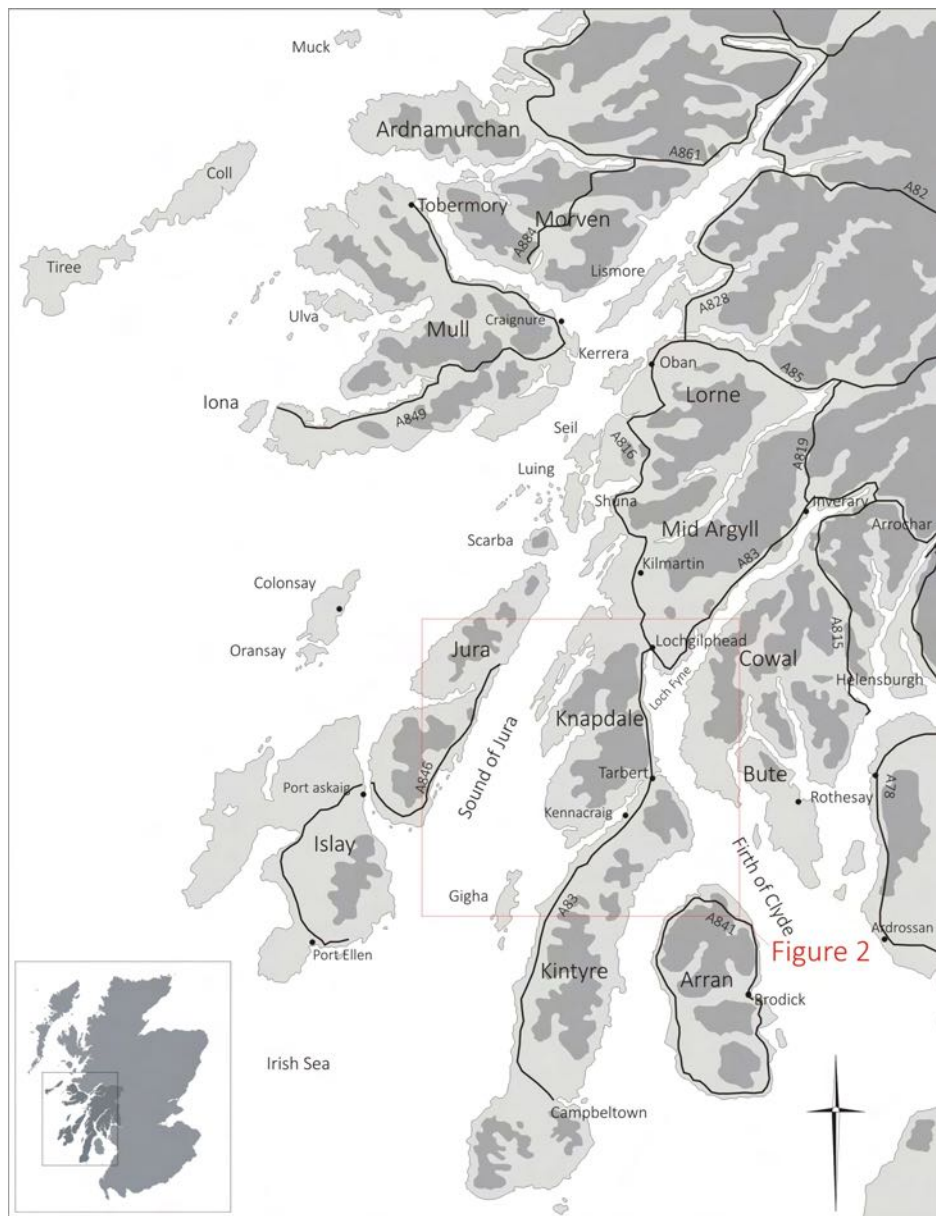 Muck
Ardnamurchan
A861
Coll
A82
Tobermory
Morven
A884
Tiree
Lismore
Ulva
A828
Mull
Craignure
Kerrera
Oban
A85
Lorne
Iona
A849
Seil
A816
A819
Luing
Shuna
Inverary
Arrochar
Scarba
Mid Argyll
A83
Kilmartin
Colonsay
A815
Oransay
Jura
Lochgilphead
Cowal
Helensburgh
Loch Fyne
Knapdale
Sound of Jura
A846
Tarbert
Bute
Port askaig
Rothesay
A78
Kennacraig
Islay
Firth of Clyde
Gigha
A83
A841
Ardrossan
Port Ellen
Figure 2
Kintyre
Arran
Brodick
Irish Sea
Campbeltown